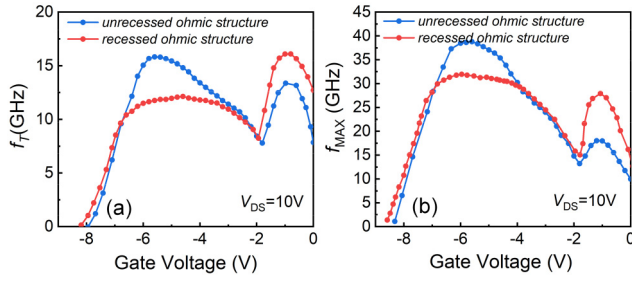 unrecessed ohmic structure
recessed ohmic structure
20
15
10
5
0
fT(GHz)
(a)
VDS=10V
-8
-6
-4
-2
0
Gate Voltage (V)
unrecessed ohmic structure
recessed ohmic structure
45
40
35
30
25
20
15
10
5
0
fMAX (GHz)
(b)
VDS=10V
-8
-6
-4
-2
0
Gate Voltage (V)